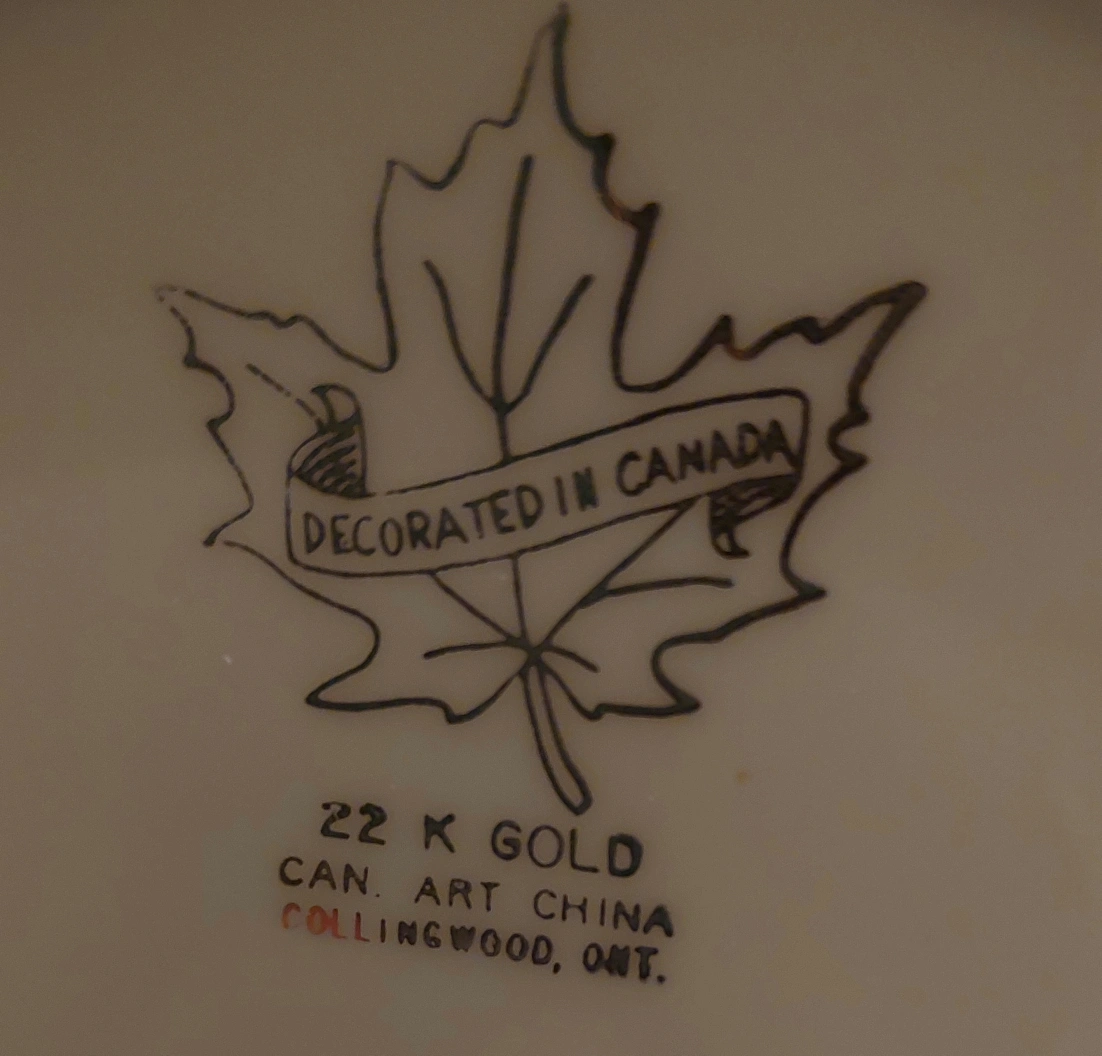 DECORATED IN CANADA
22 K GOLD
CAN. ART CHINA
COLLINGWOOD, ONT.